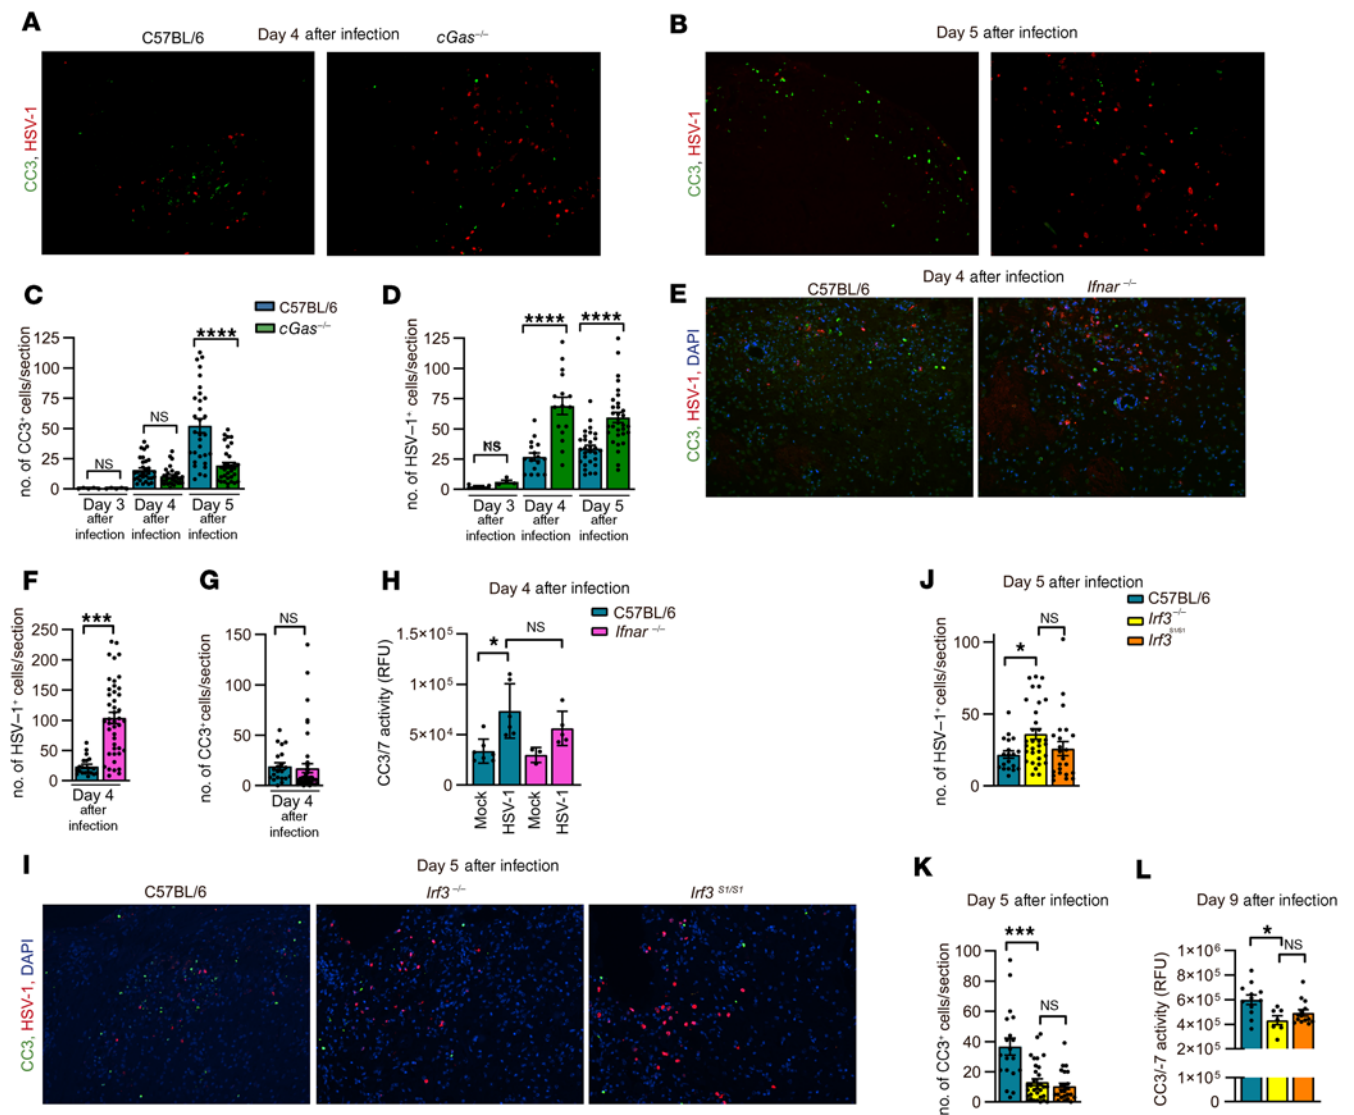 A
C57BL/6
Day 4 after infection
cGas–/–
CC3, HSV-1
B
Day 5 after infection
CC3, HSV-1
C
C57BL/6
cGas–/–
no. of CC3+ cells/section
125
100
75
50
25
0
NS
NS
****
Day 3 after infection
Day 4 after infection
Day 5 after infection
D
no. of HSV–1+ cells/section
125
100
75
50
25
0
NS
****
****
Day 3 after infection
Day 4 after infection
Day 5 after infection
E
Day 4 after infection
C57BL/6
Ifnar –/–
CC3, HSV-1, DAPI
F
no. of HSV–1+ cells/section
250
200
150
100
50
0
***
Day 4
after
infection
G
no. of CC3+cells/section
150
100
50
0
NS
Day 4
after
infection
H
Day 4 after infection
C57BL/6
Ifnar –/–
CC3/7 activity (RFU)
1.5×10⁵
1×10⁵
5×10⁴
0
*
NS
Mock
HSV-1
Mock
HSV-1
J
Day 5 after infection
C57BL/6
Irf3–/–
Irf3S1/S1
no. of HSV–1+cells/section
100
50
0
*
NS
I
Day 5 after infection
C57BL/6
Irf3 –/–
Irf3 S1/S1
CC3, HSV-1, DAPI
K
Day 5 after infection
no. of CC3+ cells/section
100
80
60
40
20
0
***
NS
L
Day 9 after infection
CC3/-7 activity (RFU)
1×10⁶
8×10⁵
6×10⁵
4×10⁵
2×10⁵
1×10⁵
0
*
NS